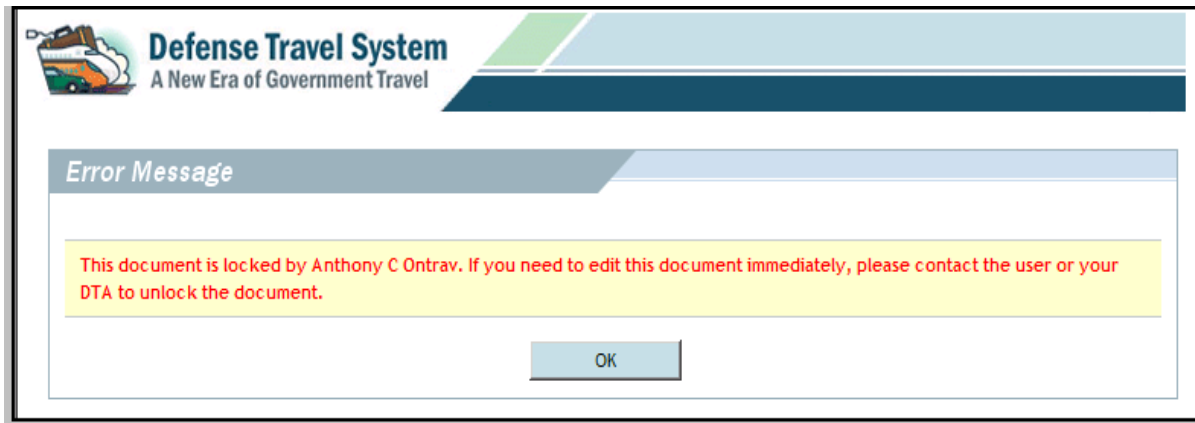 Defense Travel System
A New Era of Government Travel
Error Message
This document is locked by Anthony C Ontrav. If you need to edit this document immediately, please contact the user or your
DTA to unlock the document.
OK